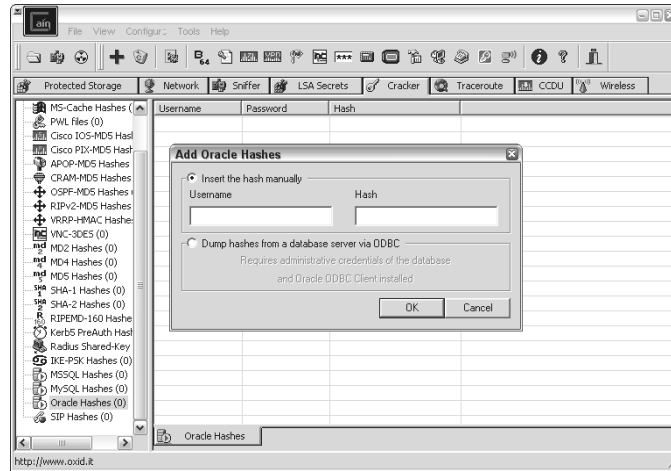 ain
File View Configur: Tools Help
B64
Protected Storage Network Sniffer LSA Secrets Cracker Traceroute CCDU Wireless
Username Password Hash
MS-Cache Hashes (
PWL files (0)
Cisco IOS-MD5 Hasl
Cisco PIX-MD5 Hash
APOP-MD5 Hashes
CRAM-MD5 Hashes
OSPF-MD5 Hashes (
RIPv2-MD5 Hashes
VRRP-HMAC Hashe:
VNC-3DES (0)
MD2 Hashes (0)
MD4 Hashes (0)
MD5 Hashes (0)
SHA-1 Hashes (0)
SHA-2 Hashes (0)
RIPEMD-160 Hashe
Kerb5 PreAuth Hash
Radius Shared-Key
IKE-PSK Hashes (0)
MSSQL Hashes (0)
MySQL Hashes (0)
Oracle Hashes (0)
SIP Hashes (0)
Add Oracle Hashes
Insert the hash manually
Username Hash
Dump hashes from a database server via ODBC
Requires administrative credentials of the database
and Oracle ODBC Client installed
OK Cancel
Oracle Hashes
http://www.oxid.it